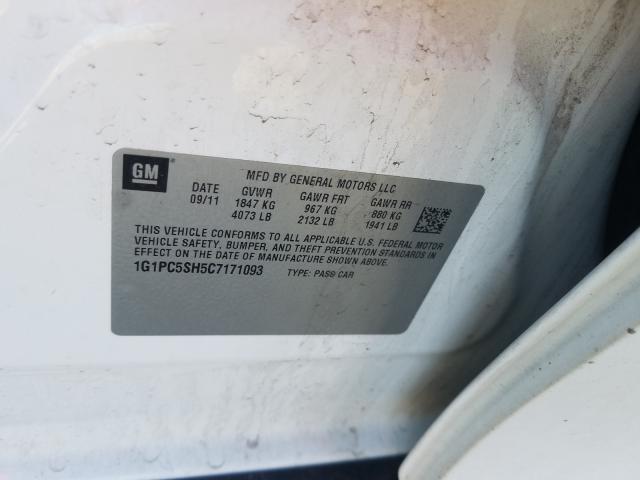 GM
MFD BY GENERAL MOTORS LLC
DATE GVWR GAWR FRT GAWR RR
09/11 1847 KG 967 KG 880 KG
4073 LB 2132 LB 1941 LB
THIS VEHICLE CONFORMS TO ALL APPLICABLE U.S. FEDERAL MOTOR
VEHICLE SAFETY, BUMPER, AND THEFT PREVENTION STANDARDS IN
EFFECT ON THE DATE OF MANUFACTURE SHOWN ABOVE.
1G1PC5SH5C7171093 TYPE: PASS CAR